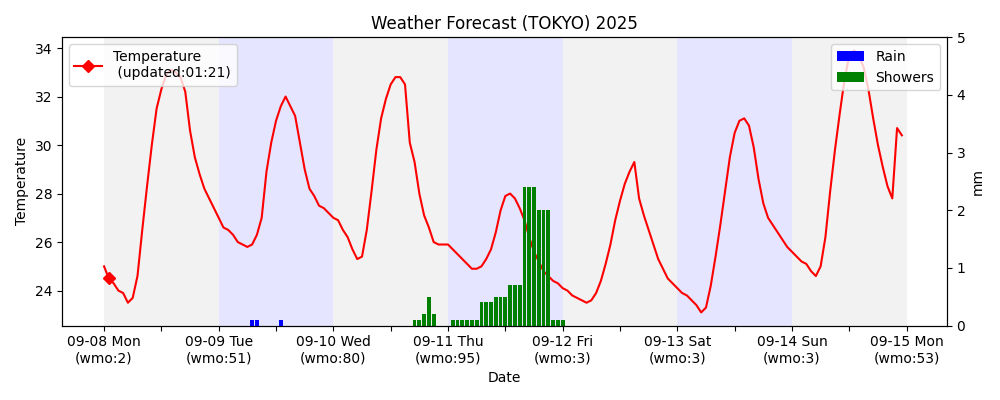 Weather Forecast (TOKYO) 2025
Temperature
(updated:01:21)
Rain
Showers
34
32
30
28
26
24
Temperature
5
4
3
2
1
0
mm
09-08 Mon
(wmo:2)
09-09 Tue
(wmo:51)
09-10 Wed
(wmo:80)
09-11 Thu
(wmo:95)
09-12 Fri
(wmo:3)
09-13 Sat
(wmo:3)
09-14 Sun
(wmo:3)
09-15 Mon
(wmo:53)
Date